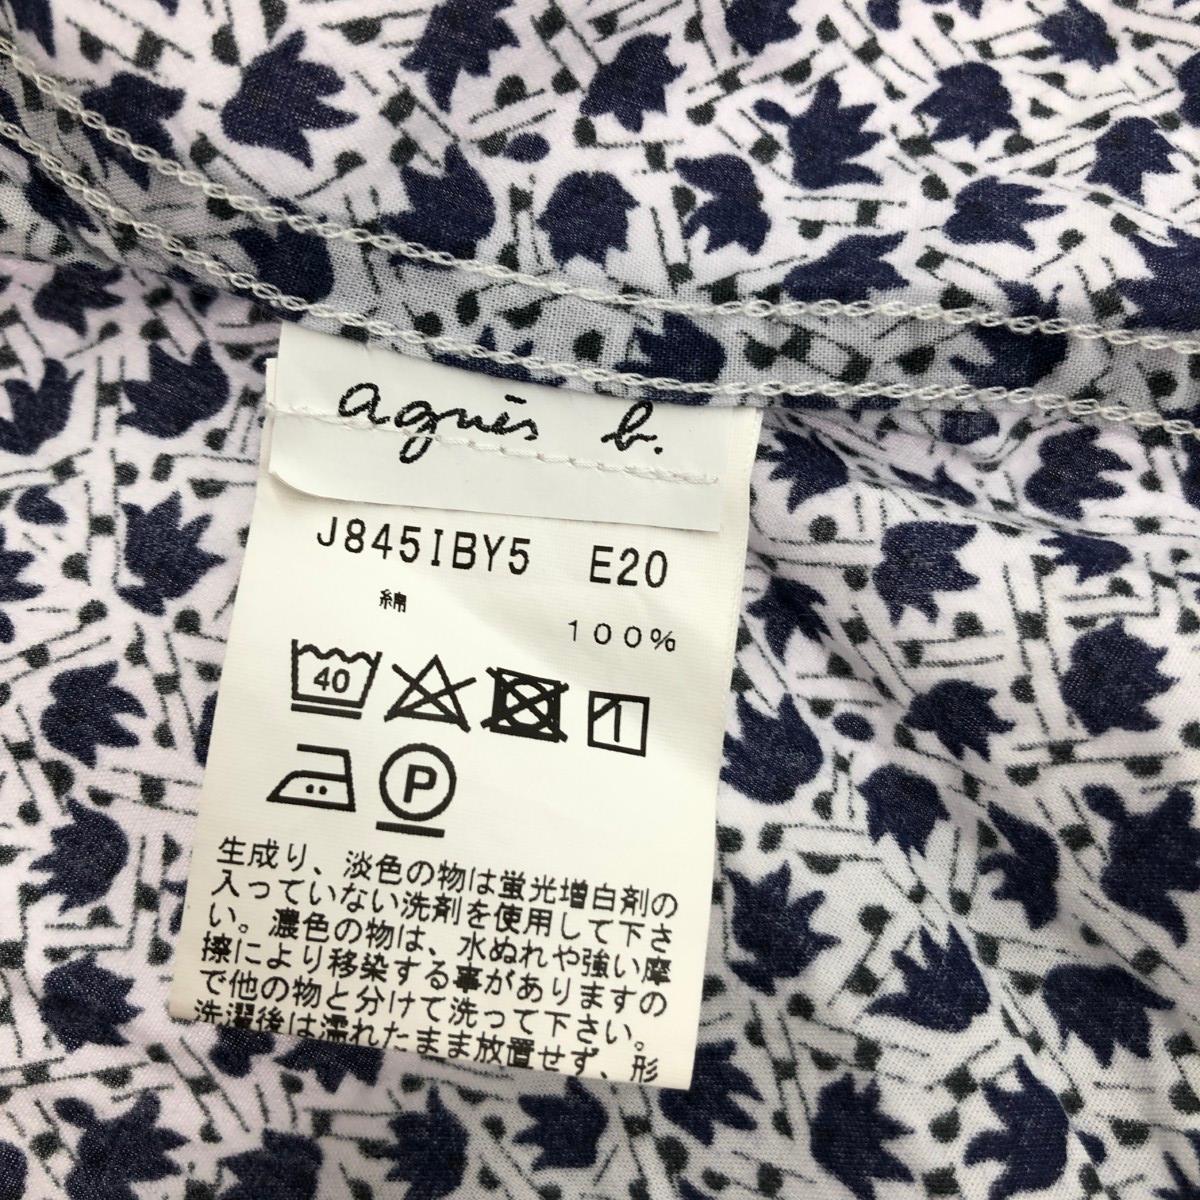 agnès b.
J845IBY5 E20
綿
100%
40
1
P
生成り、淡色の物は蛍光増白剤の
入っていない洗剤を使用して下さ
い。濃色の物は、水ぬれや強い摩
擦により移染する事がありますの
で他の物と分けて洗って下さい。
洗濯後は濡れたまま放置せず、形